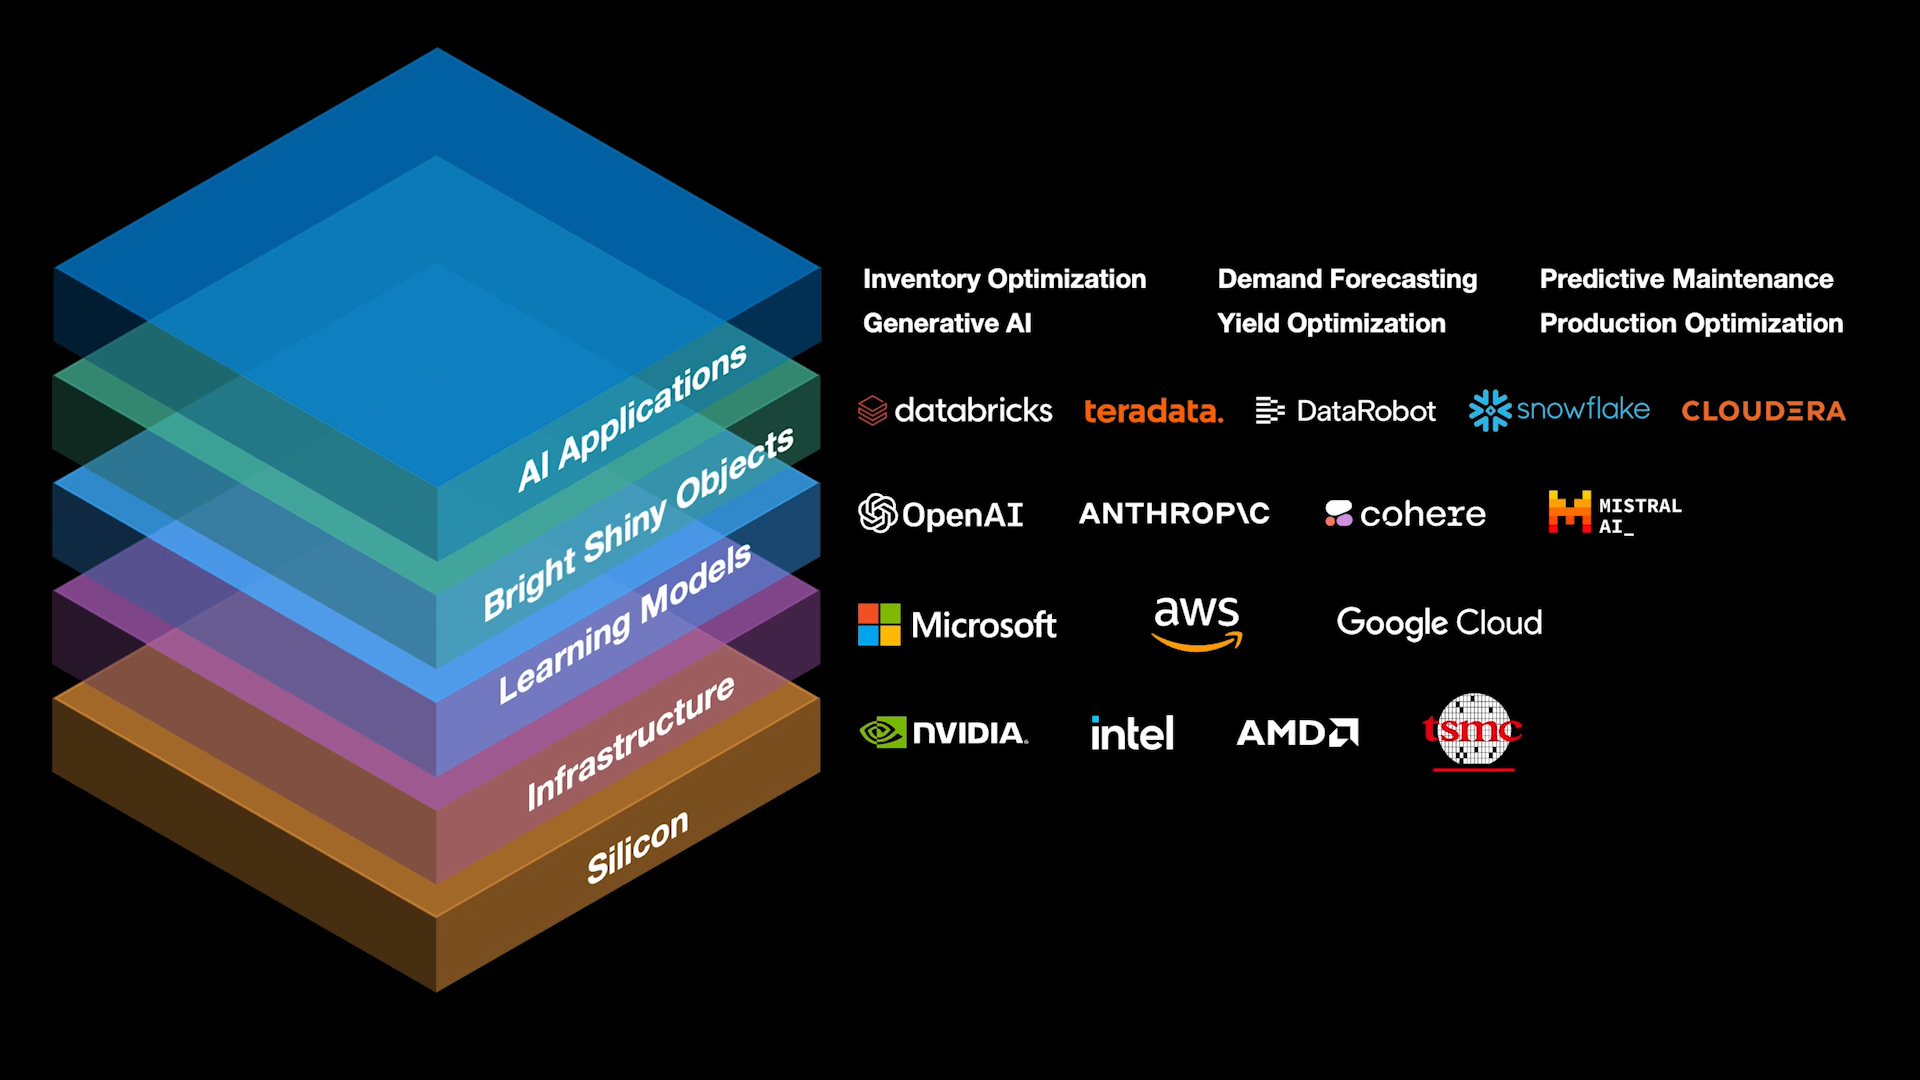 Inventory Optimization Demand Forecasting Predictive Maintenance
Generative AI Yield Optimization Production Optimization
AI Applications
databricks teradata. DataRobot snowflake CLOUDERA
Bright Shiny Objects
OpenAI ANTHROP\C cohere MISTRAL
AI_
Learning Models
Microsoft aws Google Cloud
Infrastructure
NVIDIA. intel AMD tsmc
Silicon